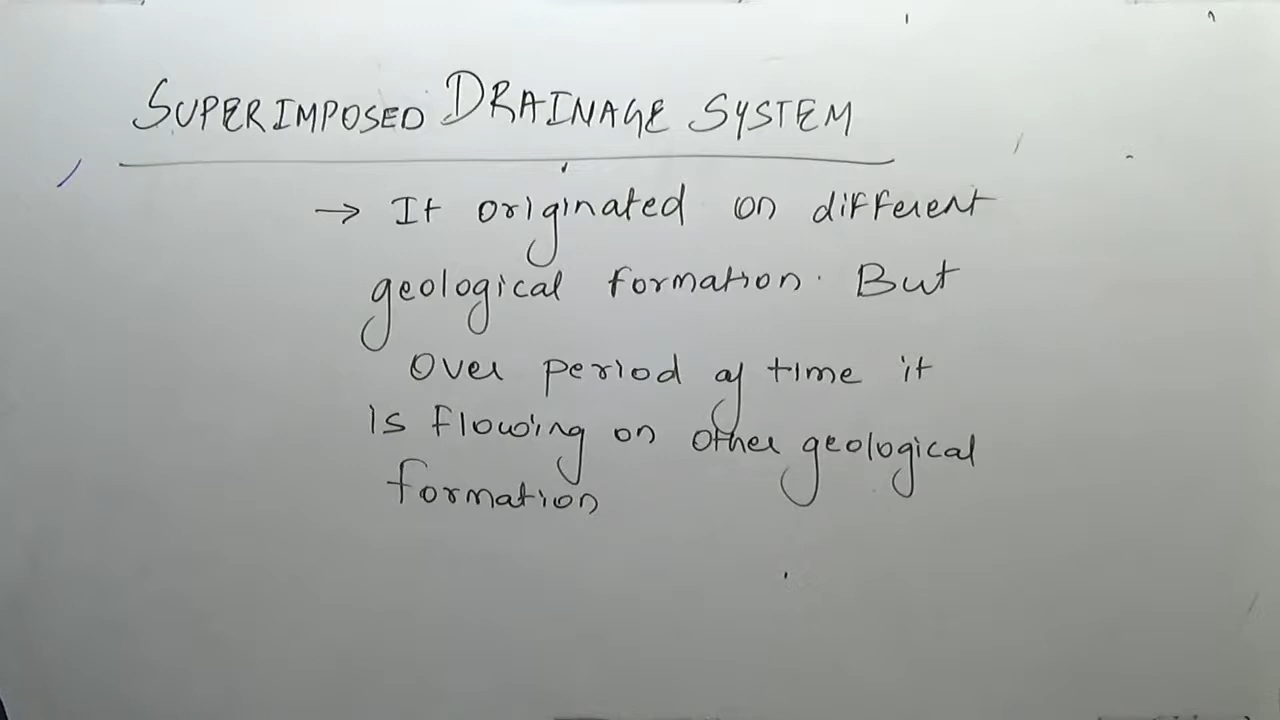 SUPERIMPOSED DRAINAGE SYSTEM
→ It originated on different
geological formation. But
Over period of time it
is flowing on other geological
formation